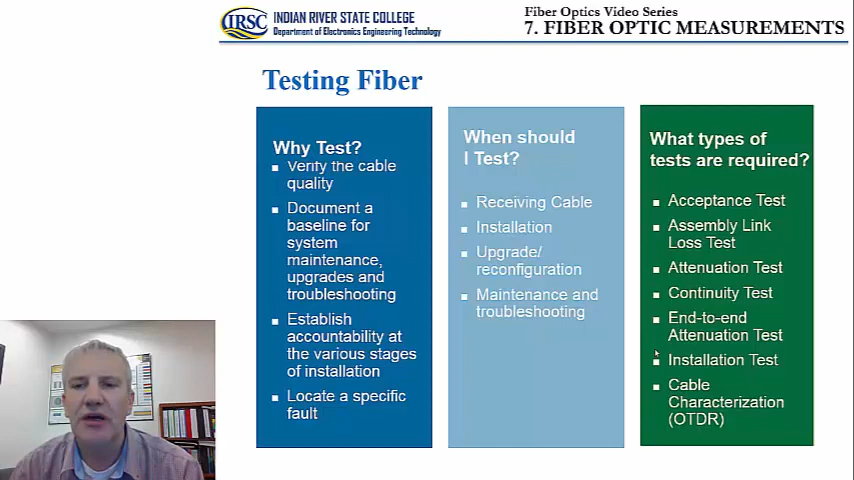 IRSC
INDIAN RIVER STATE COLLEGE
Department of Electronics Engineering Technology
Fiber Optics Video Series
7. FIBER OPTIC MEASUREMENTS
Testing Fiber
Why Test?
▪ Verify the cable
quality
▪ Document a
baseline for
system
maintenance,
upgrades and
troubleshooting
▪ Establish
accountability at
the various stages
of installation
▪ Locate a specific
fault
When should
I Test?
▪ Receiving Cable
▪ Installation
▪ Upgrade/
reconfiguration
▪ Maintenance and
troubleshooting
What types of
tests are required?
▪ Acceptance Test
▪ Assembly Link
Loss Test
▪ Attenuation Test
▪ Continuity Test
▪ End-to-end
Attenuation Test
▪ Installation Test
▪ Cable
Characterization
(OTDR)